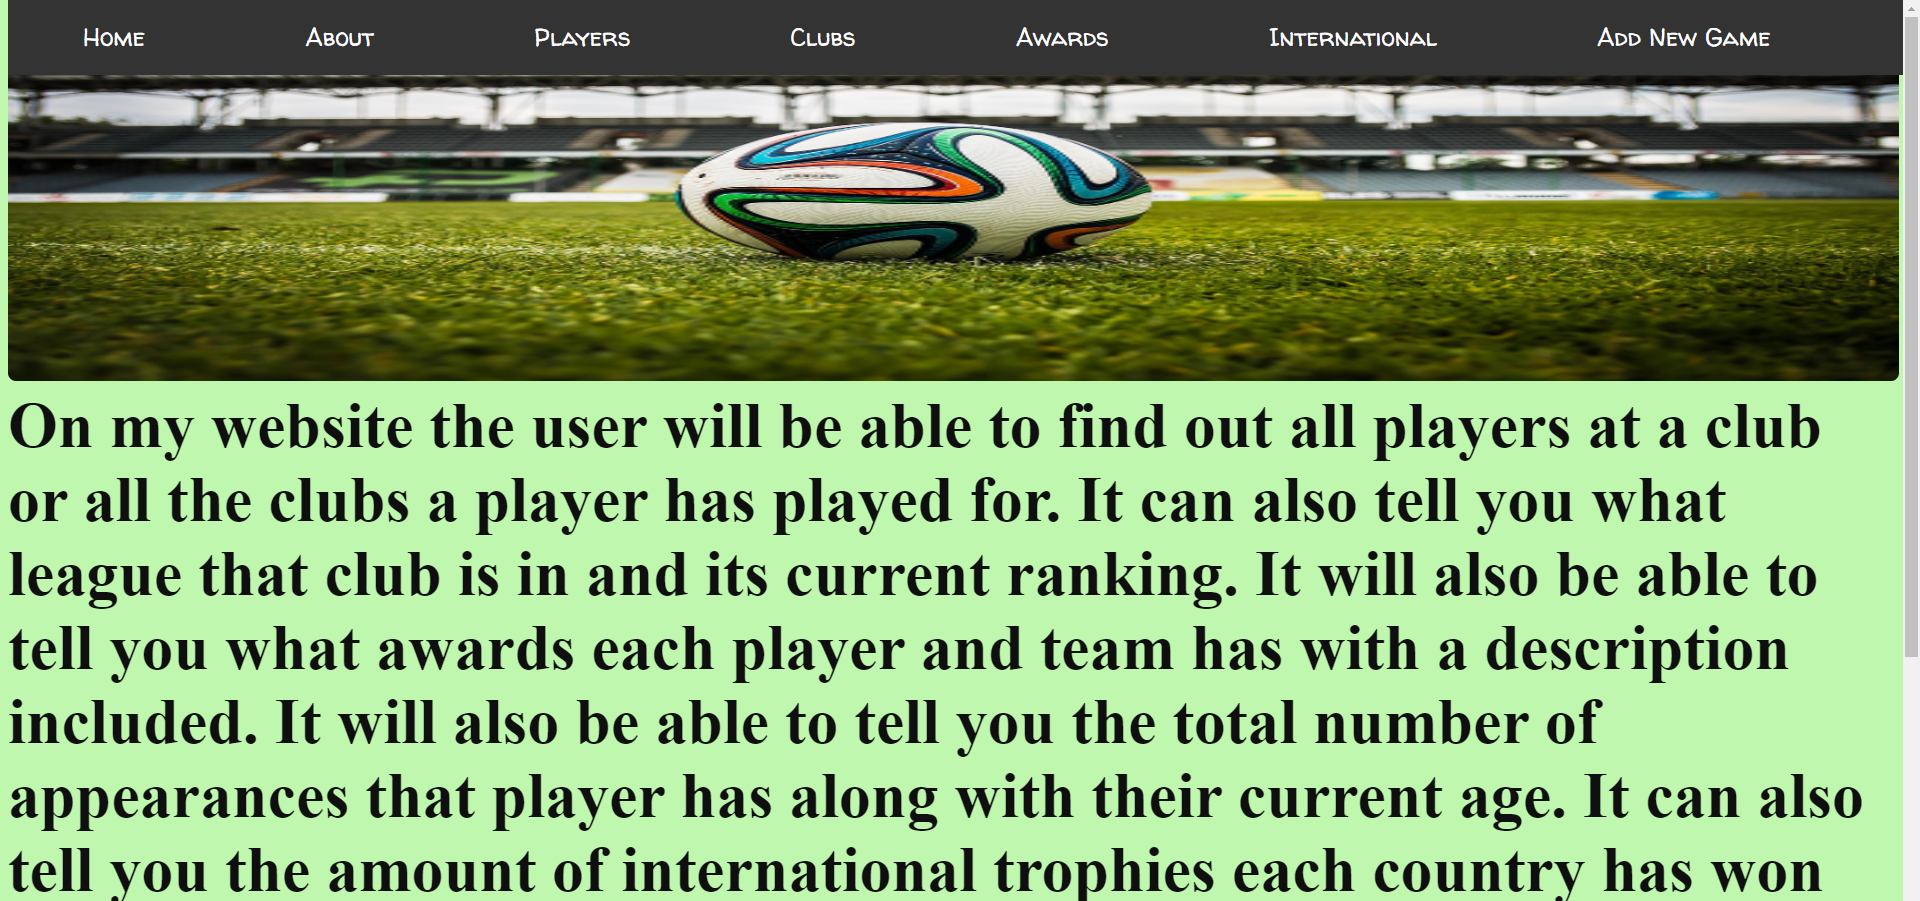 Home About Players Clubs Awards International Add New Game
On my website the user will be able to find out all players at a club
or all the clubs a player has played for. It can also tell you what
league that club is in and its current ranking. It will also be able to
tell you what awards each player and team has with a description
included. It will also be able to tell you the total number of
appearances that player has along with their current age. It can also
tell you the amount of international trophies each country has won